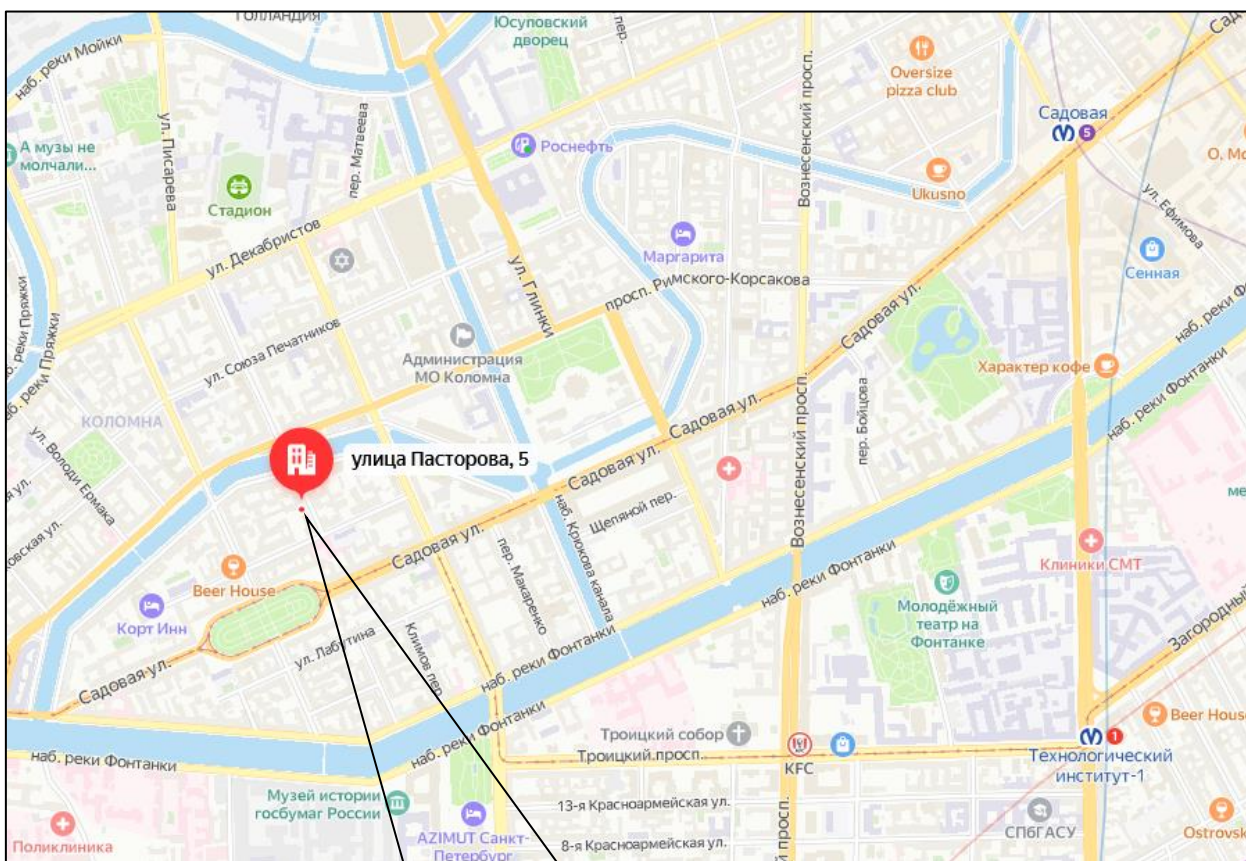 ГОЛЛАНДИЯ
Юсуповский
дворец
пер.
наб. реки Мойки
Oversize
pizza club
Садовая
5
А музы не
молчали...
ул. Писарева
пер. Матвеева
Роснефть
Вознесенский просп.
Ukusno
ул. Ефимова
Стадион
ул. Декабристов
Маргарита
Сенная
ул. Глинки
просп. Римского-Корсакова
Садовая ул.
наб. реки Пряжки
ул. Союза Печатников
Администрация
МО Коломна
Характер кофе
наб. реки Фонтанки
КОЛОМНА
ул. Володи Ермака
улица Пасторова, 5
Садовая ул.
Садовая ул.
Вознесенский просп.
пер. Бойцова
наб. реки Фонтанки
Щепяной пер.
наб. Крюкова канала
Садовая ул.
пер. Макаренко
Beer House
Клиники СМТ
Корт Инн
ул. Лабутина
Климов пер.
наб. реки Фонтанки
наб. реки Фонтанки
Молодёжный
театр на
Фонтанке
Загородный
Садовая ул.
наб. реки Фонтанки
наб. реки Фонтанки
Троицкий собор
Троицкий просп.
KFC
1
Технологический
институт-1
Beer House
Музей истории
госбумаг России
13-я Красноармейская ул.
8-я Красноармейская ул.
просп.
СПбГАСУ
Поликлиника
AZIMUT Санкт-
Петербург